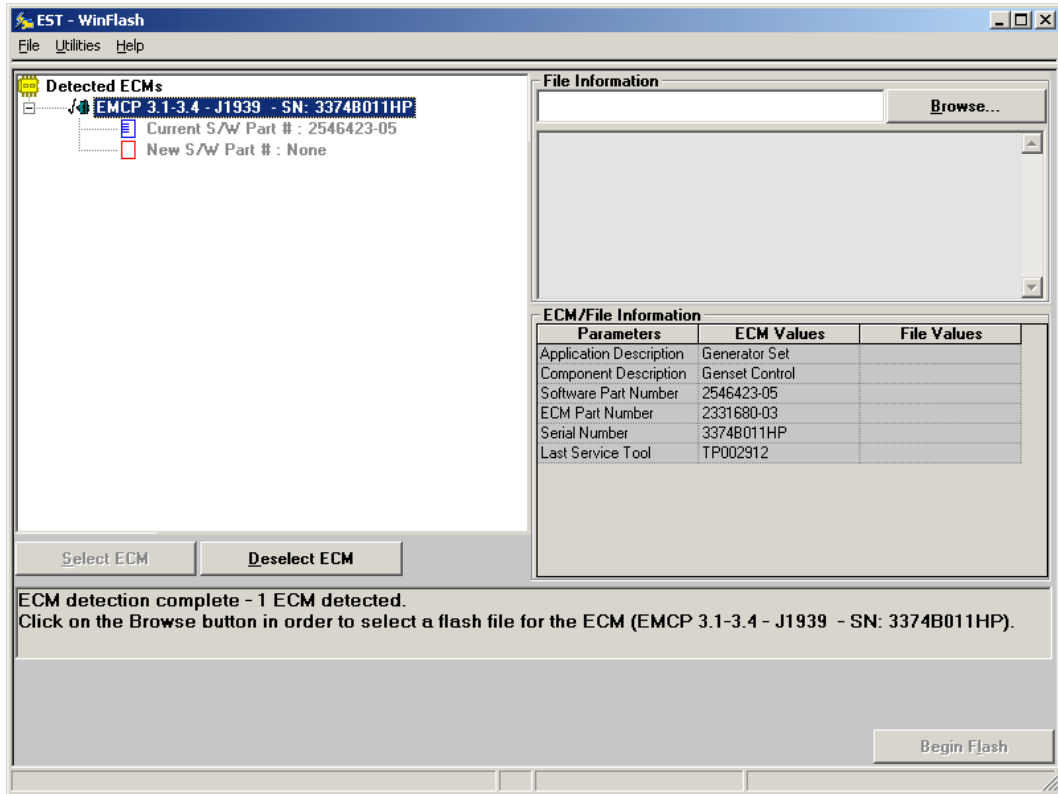 EST - WinFlash
File Utilities Help
Detected ECMs
EMCP 3.1-3.4 - J1939 - SN: 3374B011HP
Current S/W Part # : 2546423-05
New S/W Part # : None
Select ECM Deselect ECM
File Information
Browse...
ECM/File Information
Parameters ECM Values File Values
Application Description Generator Set
Component Description Genset Control
Software Part Number 2546423-05
ECM Part Number 2331680-03
Serial Number 3374B011HP
Last Service Tool TP002912
ECM detection complete - 1 ECM detected.
Click on the Browse button in order to select a flash file for the ECM (EMCP 3.1-3.4 - J1939 - SN: 3374B011HP).
Begin Flash